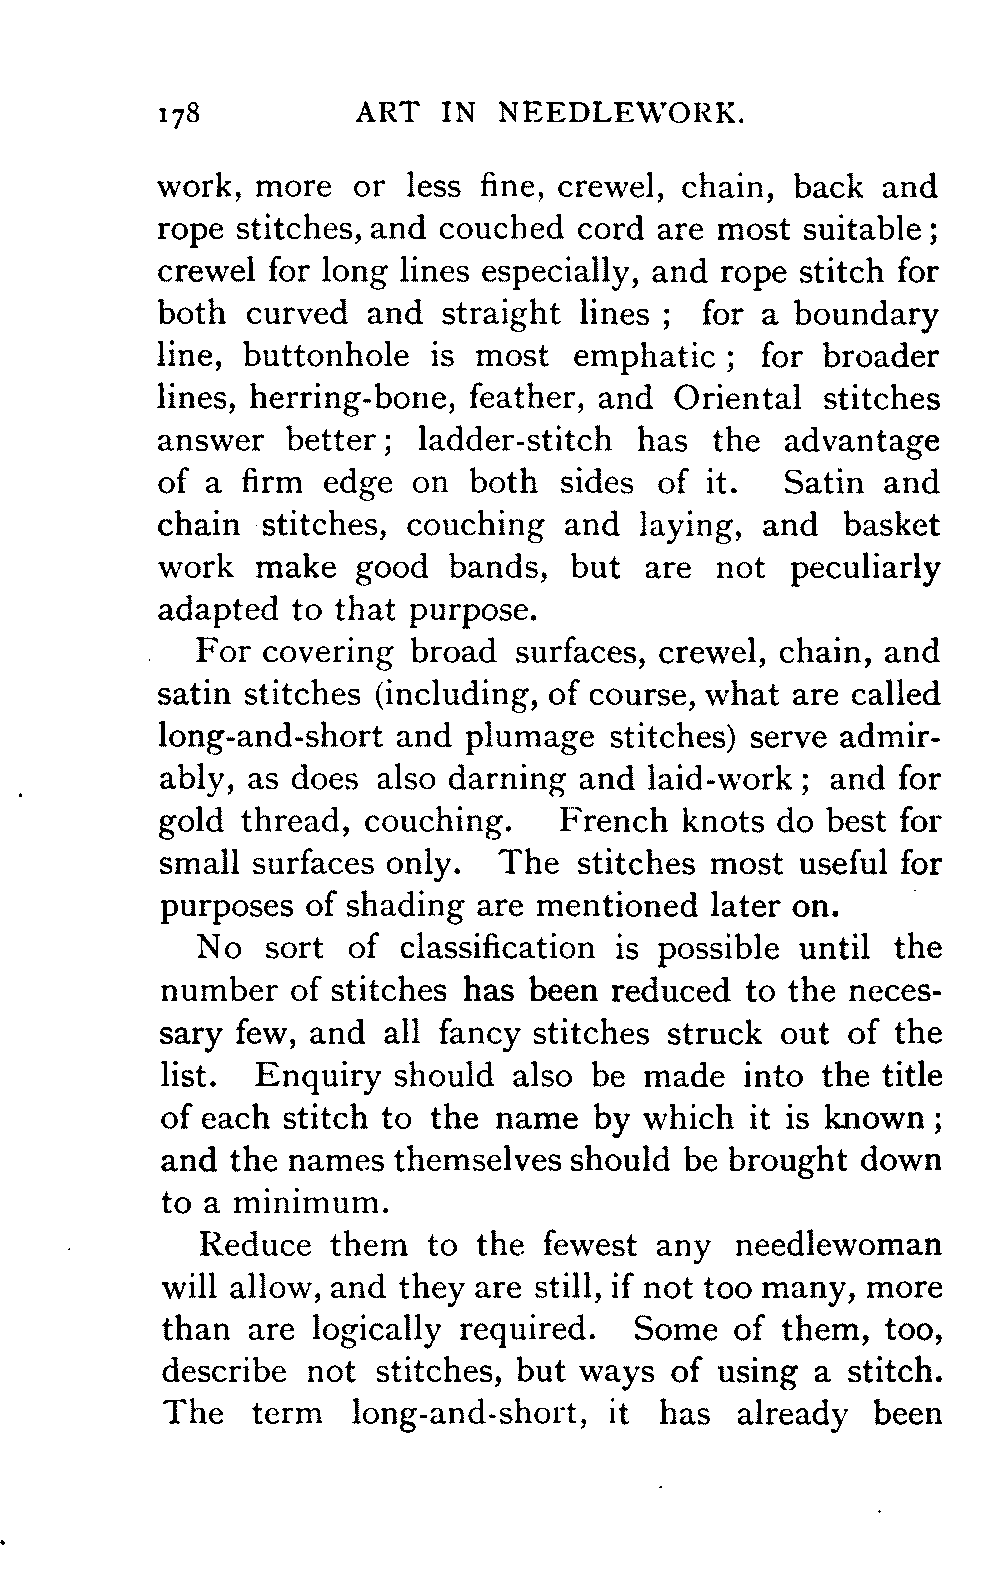 178 ART IN NEEDLEWORK.
work, more or less fine, crewel, chain, back and
rope stitches, and couched cord are most suitable;
crewel for long lines especially, and rope stitch for
both curved and straight lines ; for a boundary
line, buttonhole is most emphatic ; for broader
lines, herring-bone, feather, and Oriental stitches
answer better; ladder-stitch has the advantage
of a firm edge on both sides of it. Satin and
chain stitches, couching and laying, and basket
work make good bands, but are not peculiarly
adapted to that purpose.
For covering broad surfaces, crewel, chain, and
satin stitches (including, of course, what are called
long-and-short and plumage stitches) serve admir-
ably, as does also darning and laid-work; and for
gold thread, couching. French knots do best for
small surfaces only. The stitches most useful for
purposes of shading are mentioned later on.
No sort of classification is possible until the
number of stitches has been reduced to the neces-
sary few, and all fancy stitches struck out of the
list. Enquiry should also be made into the title
of each stitch to the name by which it is known;
and the names themselves should be brought down
to a minimum.
Reduce them to the fewest any needlewoman
will allow, and they are still, if not too many, more
than are logically required. Some of them, too,
describe not stitches, but ways of using a stitch.
The term long-and-short, it has already been